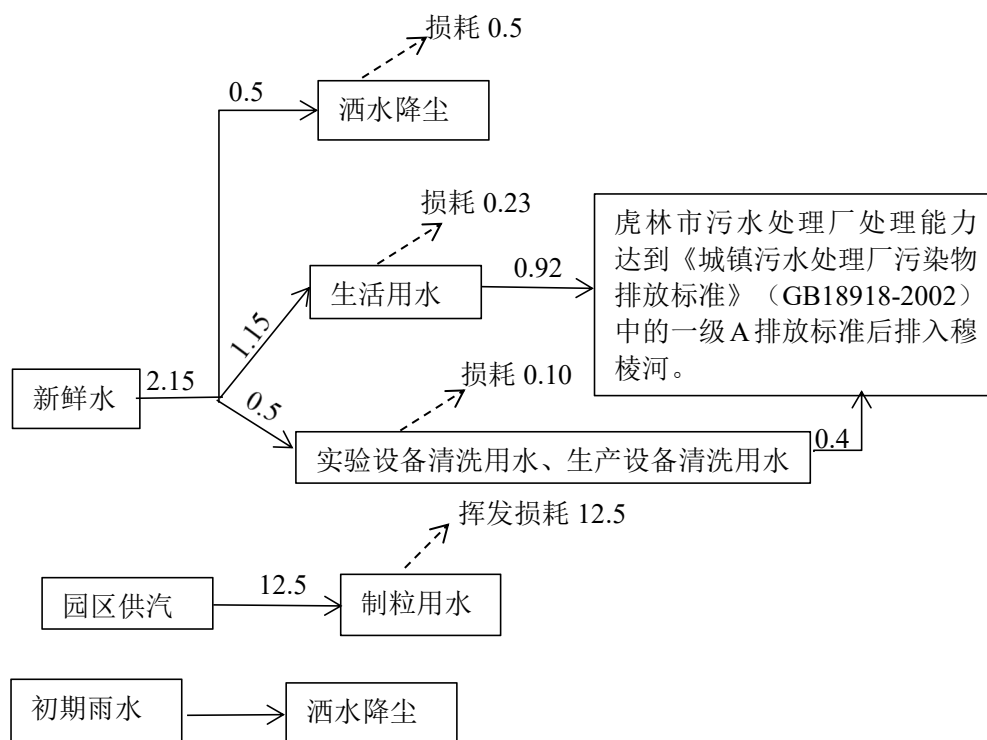 损耗 0.5
0.5
洒水降尘
损耗 0.23
虎林市污水处理厂处理能力
达到《城镇污水处理厂污染物
排放标准》（GB18918-2002）
中的一级 A 排放标准后排入穆
棱河。
0.92
生活用水
1.15
损耗 0.10
新鲜水
2.15
0.5
实验设备清洗用水、生产设备清洗用水
0.4
挥发损耗 12.5
园区供汽
12.5
制粒用水
初期雨水
洒水降尘